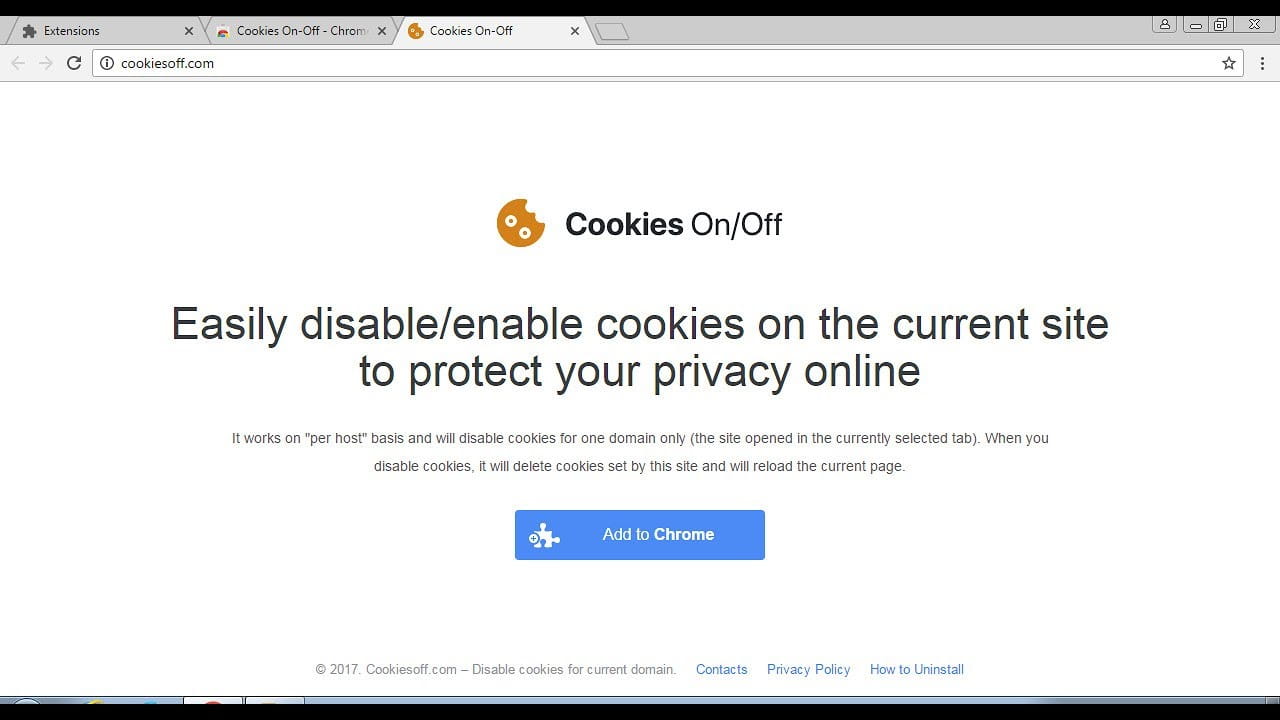 Extensions
Cookies On-Off - Chrom
Cookies On-Off
cookiesoff.com
Cookies On/Off
Easily disable/enable cookies on the current site
to protect your privacy online
It works on "per host" basis and will disable cookies for one domain only (the site opened in the currently selected tab). When you
disable cookies, it will delete cookies set by this site and will reload the current page.
Add to Chrome
© 2017. Cookiesoff.com – Disable cookies for current domain. Contacts Privacy Policy How to Uninstall